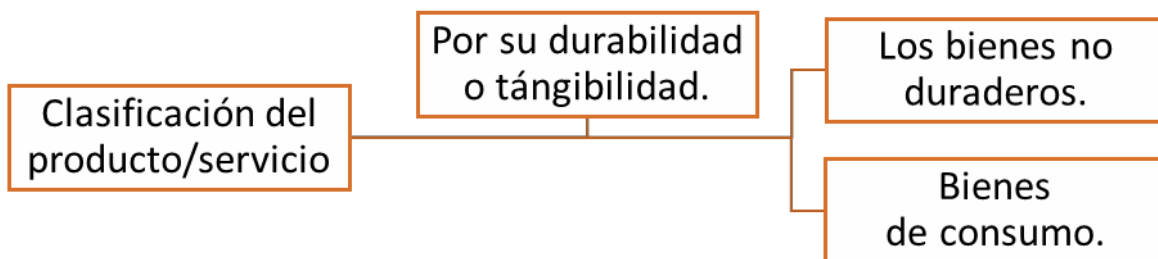 Clasificación del
producto/servicio
Por su durabilidad
o tángibilidad.
Los bienes no
duraderos.
Bienes
de consumo.